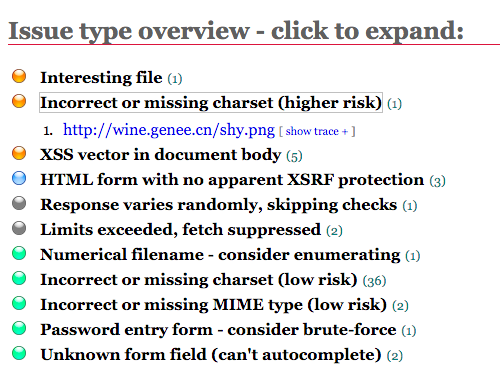 Issue type overview - click to expand:
Interesting file (1)
Incorrect or missing charset (higher risk) (1)
1. http://wine.genee.cn/shy.png [ show trace + ]
XSS vector in document body (5)
HTML form with no apparent XSRF protection (3)
Response varies randomly, skipping checks (1)
Limits exceeded, fetch suppressed (2)
Numerical filename - consider enumerating (1)
Incorrect or missing charset (low risk) (36)
Incorrect or missing MIME type (low risk) (2)
Password entry form - consider brute-force (1)
Unknown form field (can't autocomplete) (2)